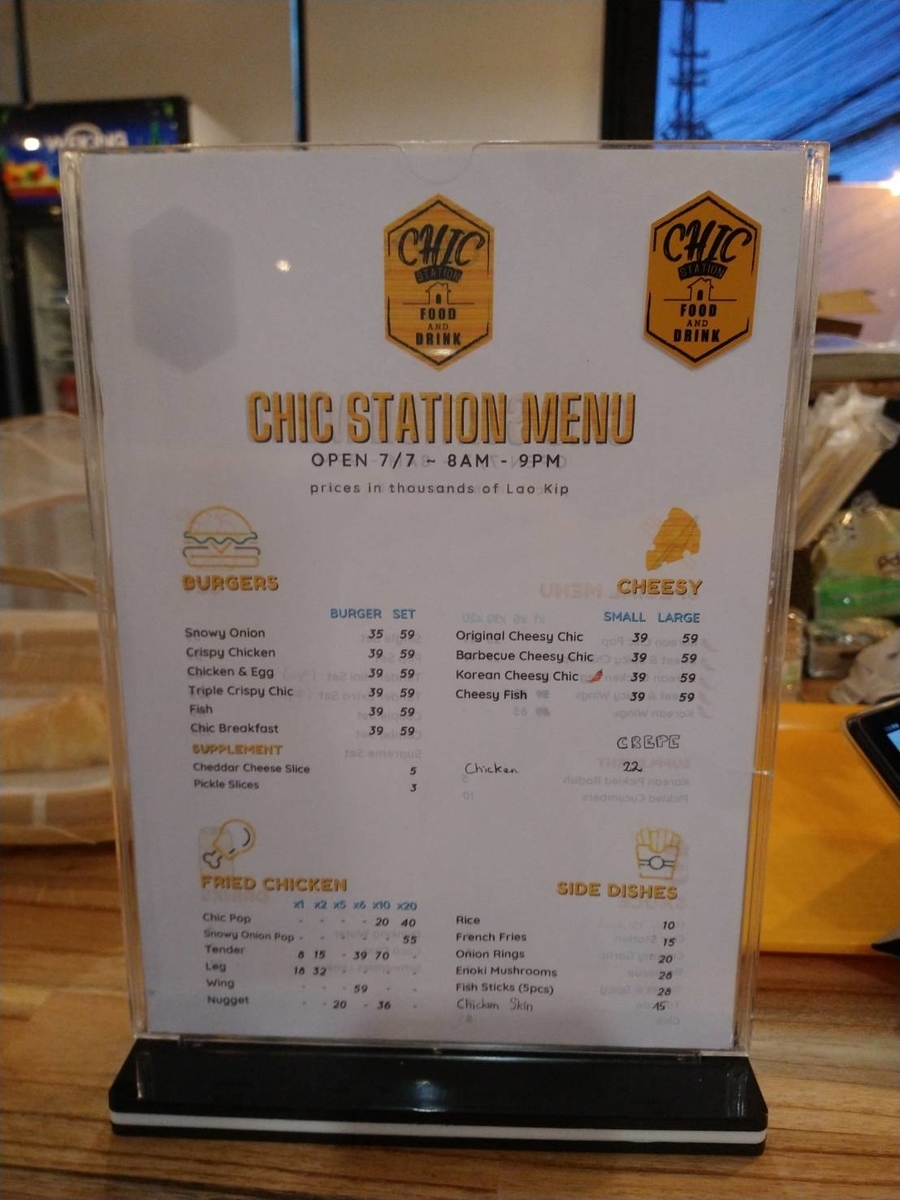 CHIC
STATION
FOOD
AND
DRINK
CHIC
STATION
FOOD
AND
DRINK
CHIC STATION MENU
OPEN 7/7 ~ 8AM - 9PM
prices in thousands of Lao Kip
BURGERS
BURGER SET
Snowy Onion 35 59
Crispy Chicken 39 59
Chicken & Egg 39 59
Triple Crispy Chic 39 59
Fish 39 59
Chic Breakfast 39 59
SUPPLEMENT
Cheddar Cheese Slice 5
Pickle Slices 3
CHEESY
SMALL LARGE
Original Cheesy Chic 39 59
Barbecue Cheesy Chic 39 59
Korean Cheesy Chic 39 59
Cheesy Fish 39 59
CREPE
Chicken 22
FRIED CHICKEN
x1 x2 x5 x6 x10 x20
Chic Pop - - - - 20 40
Snowy Onion Pop - - - - - 55
Tender 8 15 - 39 70 -
Leg 18 32 - - - -
Wing - - - 59 - -
Nugget - - 20 - 36 -
SIDE DISHES
Rice 10
French Fries 15
Onion Rings 20
Enoki Mushrooms 28
Fish Sticks (5pcs) 28
Chicken Skin 15